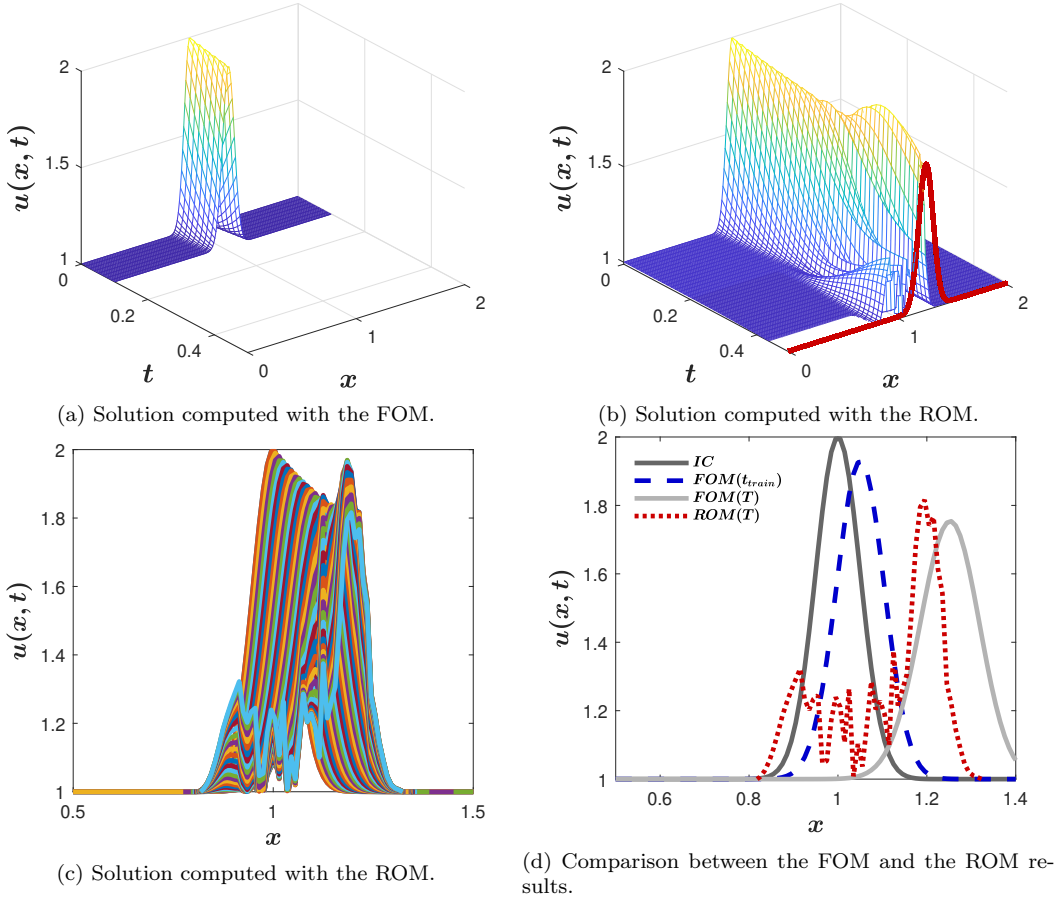 2
1.5
1
u(x, t)
0
0.2
0.4
t
0
1
2
x
(a) Solution computed with the FOM.
2
1.5
1
u(x, t)
0
0.2
0.4
t
0
1
2
x
(b) Solution computed with the ROM.
2
1.8
1.6
1.4
1.2
1
u(x, t)
0.5
1
1.5
x
(c) Solution computed with the ROM.
2
1.8
1.6
1.4
1.2
1
u(x, t)
IC
FOM(t_train)
FOM(T)
ROM(T)
0.6
0.8
1
1.2
1.4
x
(d) Comparison between the FOM and the ROM re-
sults.